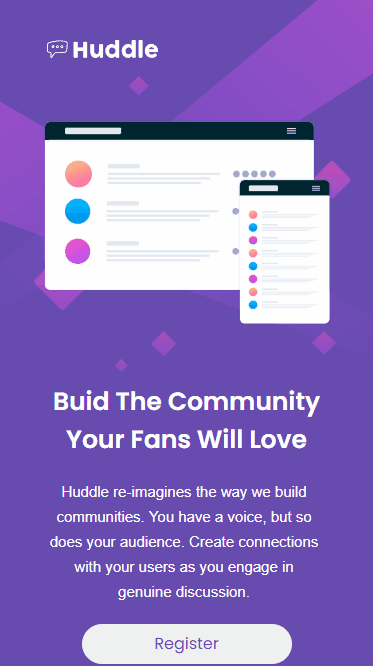 Huddle
Buid The Community
Your Fans Will Love
Huddle re-imagines the way we build
communities. You have a voice, but so
does your audience. Create connections
with your users as you engage in
genuine discussion.
Register